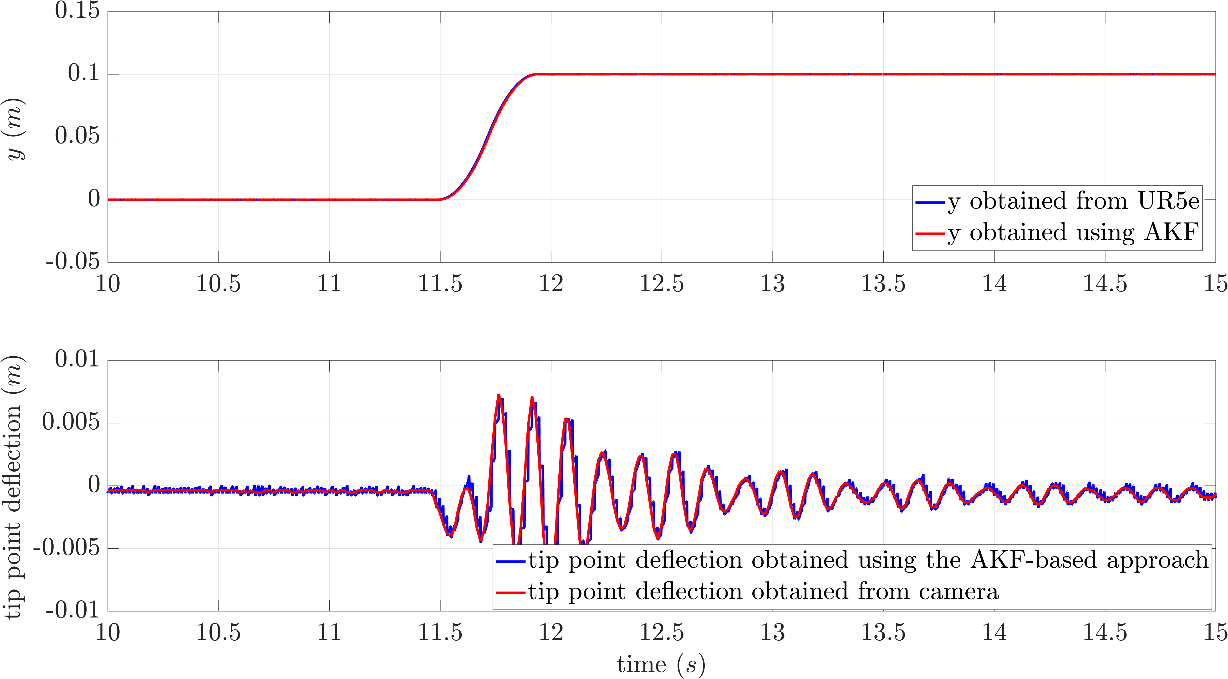 0.15
0.1
0.05
0
-0.05
y (m)
10 10.5 11 11.5 12 12.5 13 13.5 14 14.5 15
y obtained from UR5e
y obtained using AKF
0.01
0.005
0
-0.005
-0.01
tip point deflection (m)
10 10.5 11 11.5 12 12.5 13 13.5 14 14.5 15
tip point deflection obtained using the AKF-based approach
tip point deflection obtained from camera
time (s)